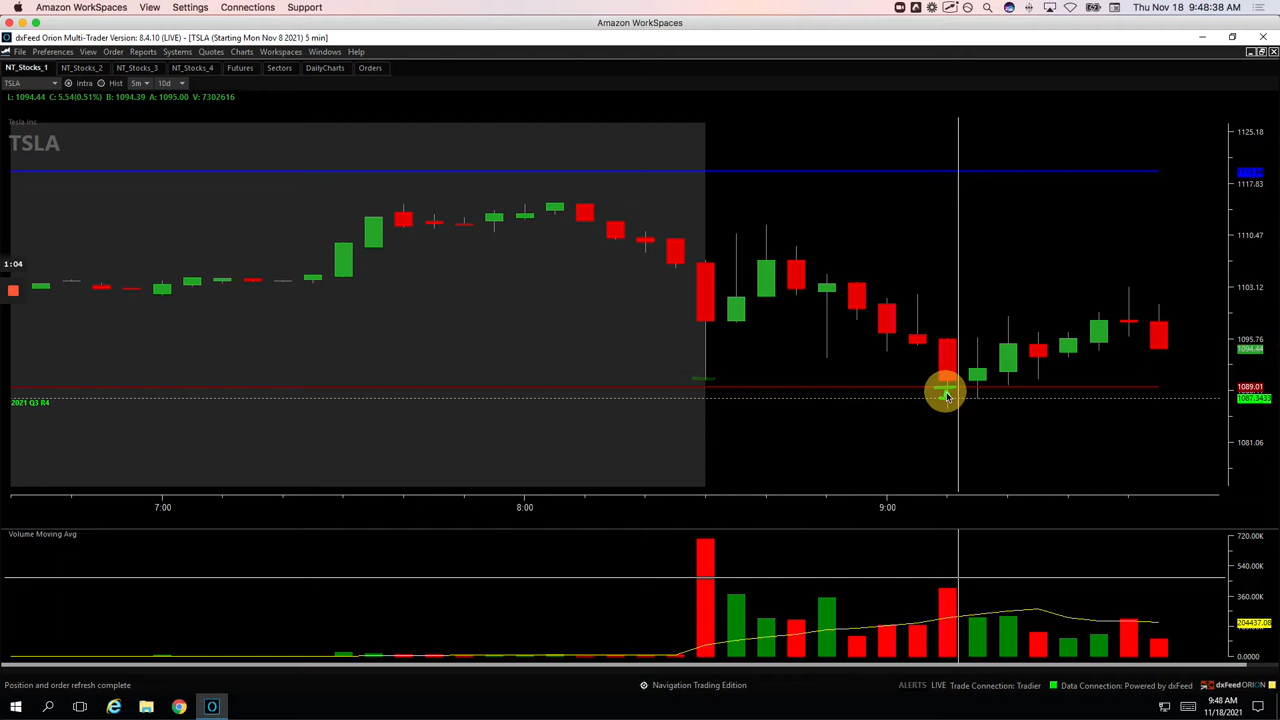 View Settings Connections Support Thu Nov 18 9:48:38 AM
Amazon WorkSpaces
dxFeed Orion Multi-Trader Version: 8.4.10 (LIVE) - [TSLA (Starting Mon Nov 8 2021) 5 min]
File Preferences View Order Reports Systems Quotes Charts Workspaces Windows Help
NT_Stocks_1 NT_Stocks_2 NT_Stocks_3 NT_Stocks_4 Futures Sectors DailyCharts Orders
TSLA Intra Hist 5m 10d
L: 1094.44 C: 5.54(0.51%) B: 1094.39 A: 1095.00 V: 7302616
Tesla Inc
TSLA
1125.18
1117.83
1110.47
1:04
1103.12
1095.76
1094.44
1089.01
1087.3433
2021 Q3 R4
1081.06
7:00 8:00 9:00
Volume Moving Avg
720.00K
540.00K
360.00K
204437.08
0.0000
Position and order refresh complete Navigation Trading Edition ALERTS LIVE Trade Connection: Tradier Data Connection: Powered by dxFeed dxFeed ORION
9:48 AM
11/18/2021